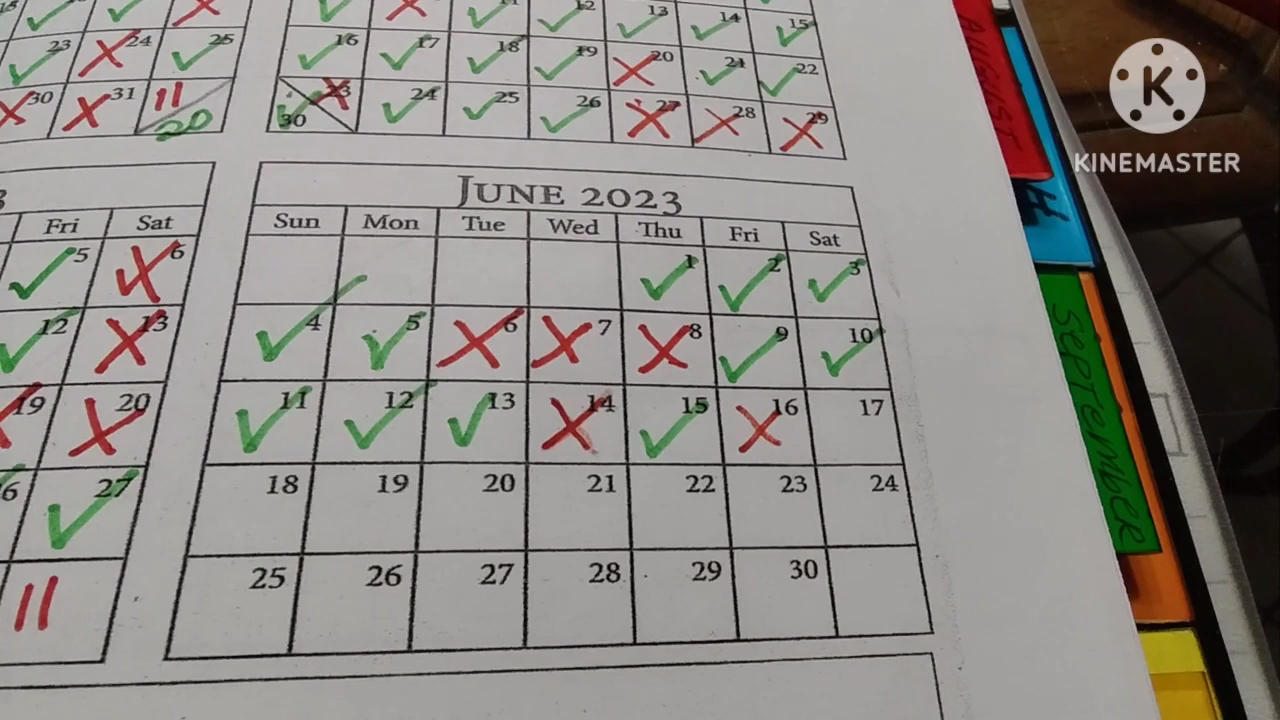 23 24 25 16 17 18 19 20 21 22
30 31 11 20 23 30 24 25 26 27 28 29
12 13 14 15
AUGUST
K
KINEMASTER
JUNE 2023
Fri Sat Sun Mon Tue Wed Thu Fri Sat
5 6 1 2 3
12 13 4 5 6 7 8 9 10
19 20 11 12 13 14 15 16 17
27 18 19 20 21 22 23 24
11 25 26 27 28 29 30
SEPTEMBER